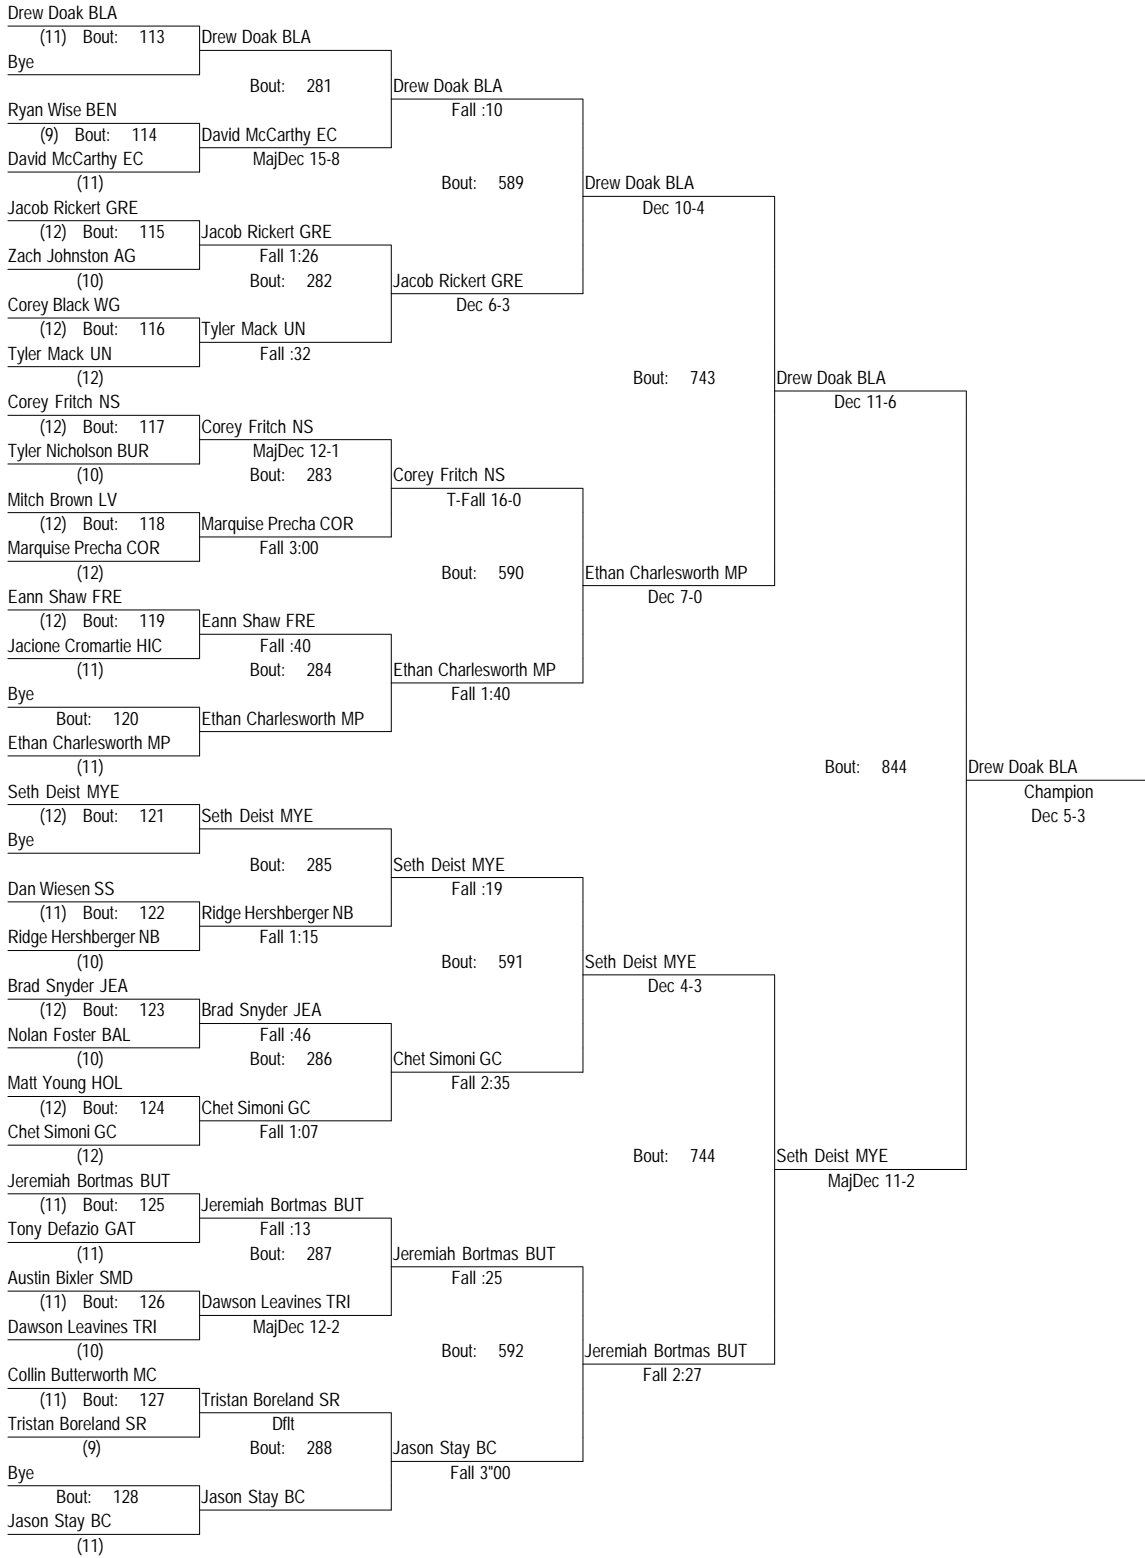 Drew Doak BLA
(11) Bout: 113 Drew Doak BLA
Bye
Bout: 281 Drew Doak BLA
Ryan Wise BEN Fall :10
(9) Bout: 114 David McCarthy EC
David McCarthy EC MajDec 15-8
(11) Bout: 589 Drew Doak BLA
Jacob Rickert GRE Dec 10-4
(12) Bout: 115 Jacob Rickert GRE
Zach Johnston AG Fall 1:26
(10) Bout: 282 Jacob Rickert GRE
Corey Black WG Dec 6-3
(12) Bout: 116 Tyler Mack UN
Tyler Mack UN Fall :32
(12) Bout: 743 Drew Doak BLA
Corey Fritch NS Dec 11-6
(12) Bout: 117 Corey Fritch NS
Tyler Nicholson BUR MajDec 12-1
(10) Bout: 283 Corey Fritch NS
Mitch Brown LV T-Fall 16-0
(12) Bout: 118 Marquise Precha COR
Marquise Precha COR Fall 3:00
(12) Bout: 590 Ethan Charlesworth MP
Eann Shaw FRE Dec 7-0
(12) Bout: 119 Eann Shaw FRE
Jacione Cromartie HIC Fall :40
(11) Bout: 284 Ethan Charlesworth MP
Bye Fall 1:40
Bout: 120 Ethan Charlesworth MP
Ethan Charlesworth MP
(11) Bout: 844 Drew Doak BLA
Seth Deist MYE Champion
(12) Bout: 121 Seth Deist MYE Dec 5-3
Bye
Bout: 285 Seth Deist MYE
Dan Wiesen SS Fall :19
(11) Bout: 122 Ridge Hershberger NB
Ridge Hershberger NB Fall 1:15
(10) Bout: 591 Seth Deist MYE
Brad Snyder JEA Dec 4-3
(12) Bout: 123 Brad Snyder JEA
Nolan Foster BAL Fall :46
(10) Bout: 286 Chet Simoni GC
Matt Young HOL Fall 2:35
(12) Bout: 124 Chet Simoni GC
Chet Simoni GC Fall 1:07
(12) Bout: 744 Seth Deist MYE
Jeremiah Bortmas BUT MajDec 11-2
(11) Bout: 125 Jeremiah Bortmas BUT
Tony Defazio GAT Fall :13
(11) Bout: 287 Jeremiah Bortmas BUT
Austin Bixler SMD Fall :25
(11) Bout: 126 Dawson Leavines TRI
Dawson Leavines TRI MajDec 12-2
(10) Bout: 592 Jeremiah Bortmas BUT
Collin Butterworth MC Fall 2:27
(11) Bout: 127 Tristan Boreland SR
Tristan Boreland SR Dflt
(9) Bout: 288 Jason Stay BC
Bye Fall 3"00
Bout: 128 Jason Stay BC
Jason Stay BC
(11)